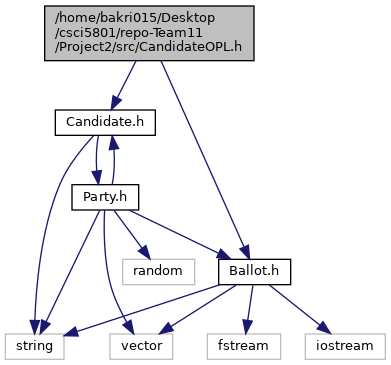 /home/bakri015/Desktop
/csci5801/repo-Team11
/Project2/src/CandidateOPL.h
Candidate.h
Party.h
random
Ballot.h
string
vector
fstream
iostream